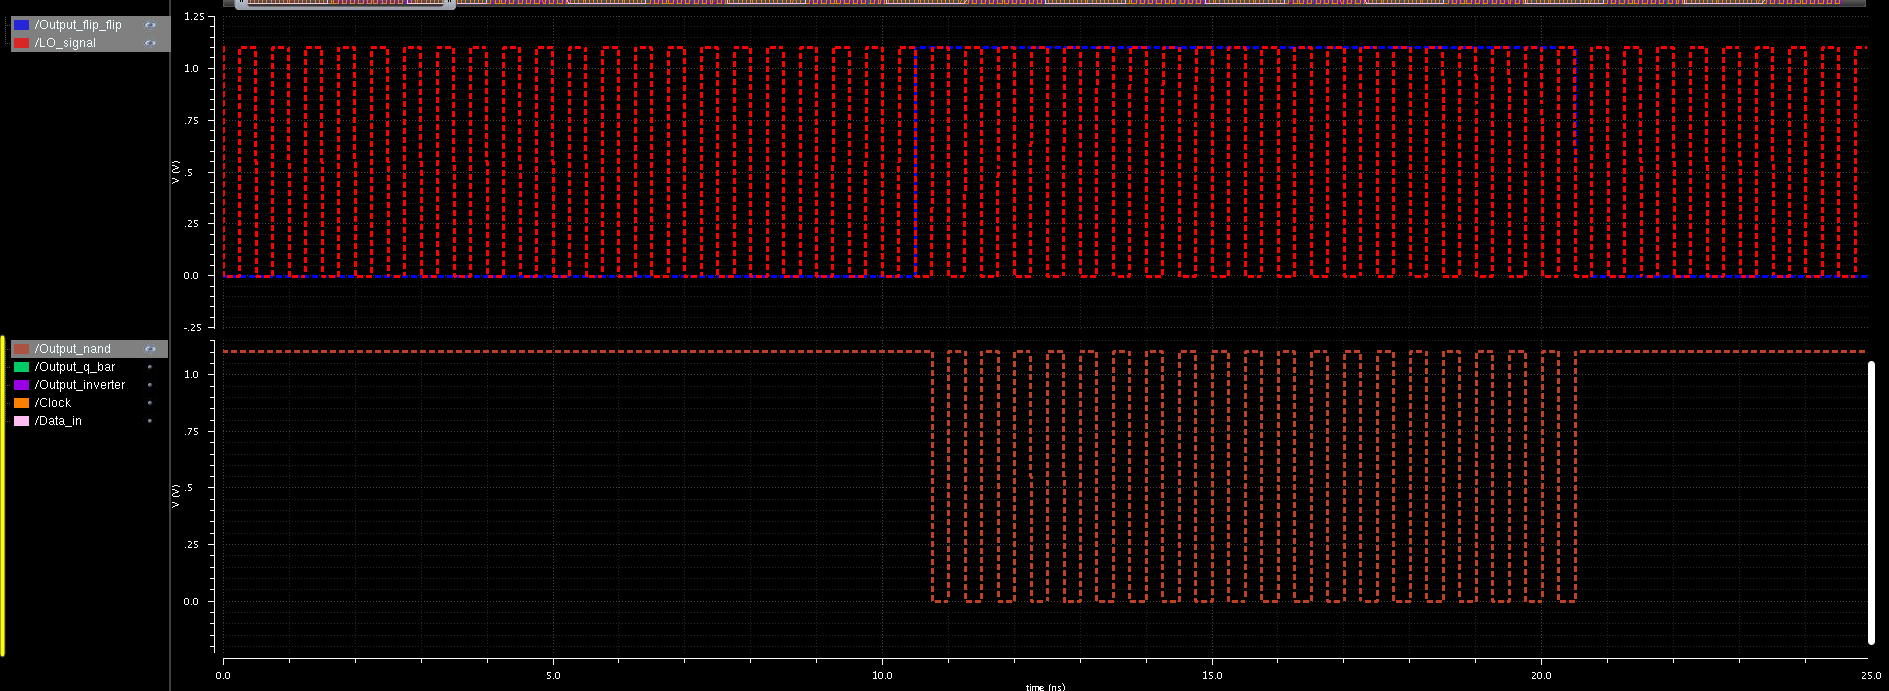 /Output_flip_flip
/LO_signal
1.25
1.0
.75
.5
.25
0.0
-.25
V (V)
/Output_nand
/Output_q_bar
/Output_inverter
/Clock
/Data_in
1.0
.75
.5
.25
0.0
V (V)
0.0 5.0 10.0 15.0 20.0 25.0
time (ns)